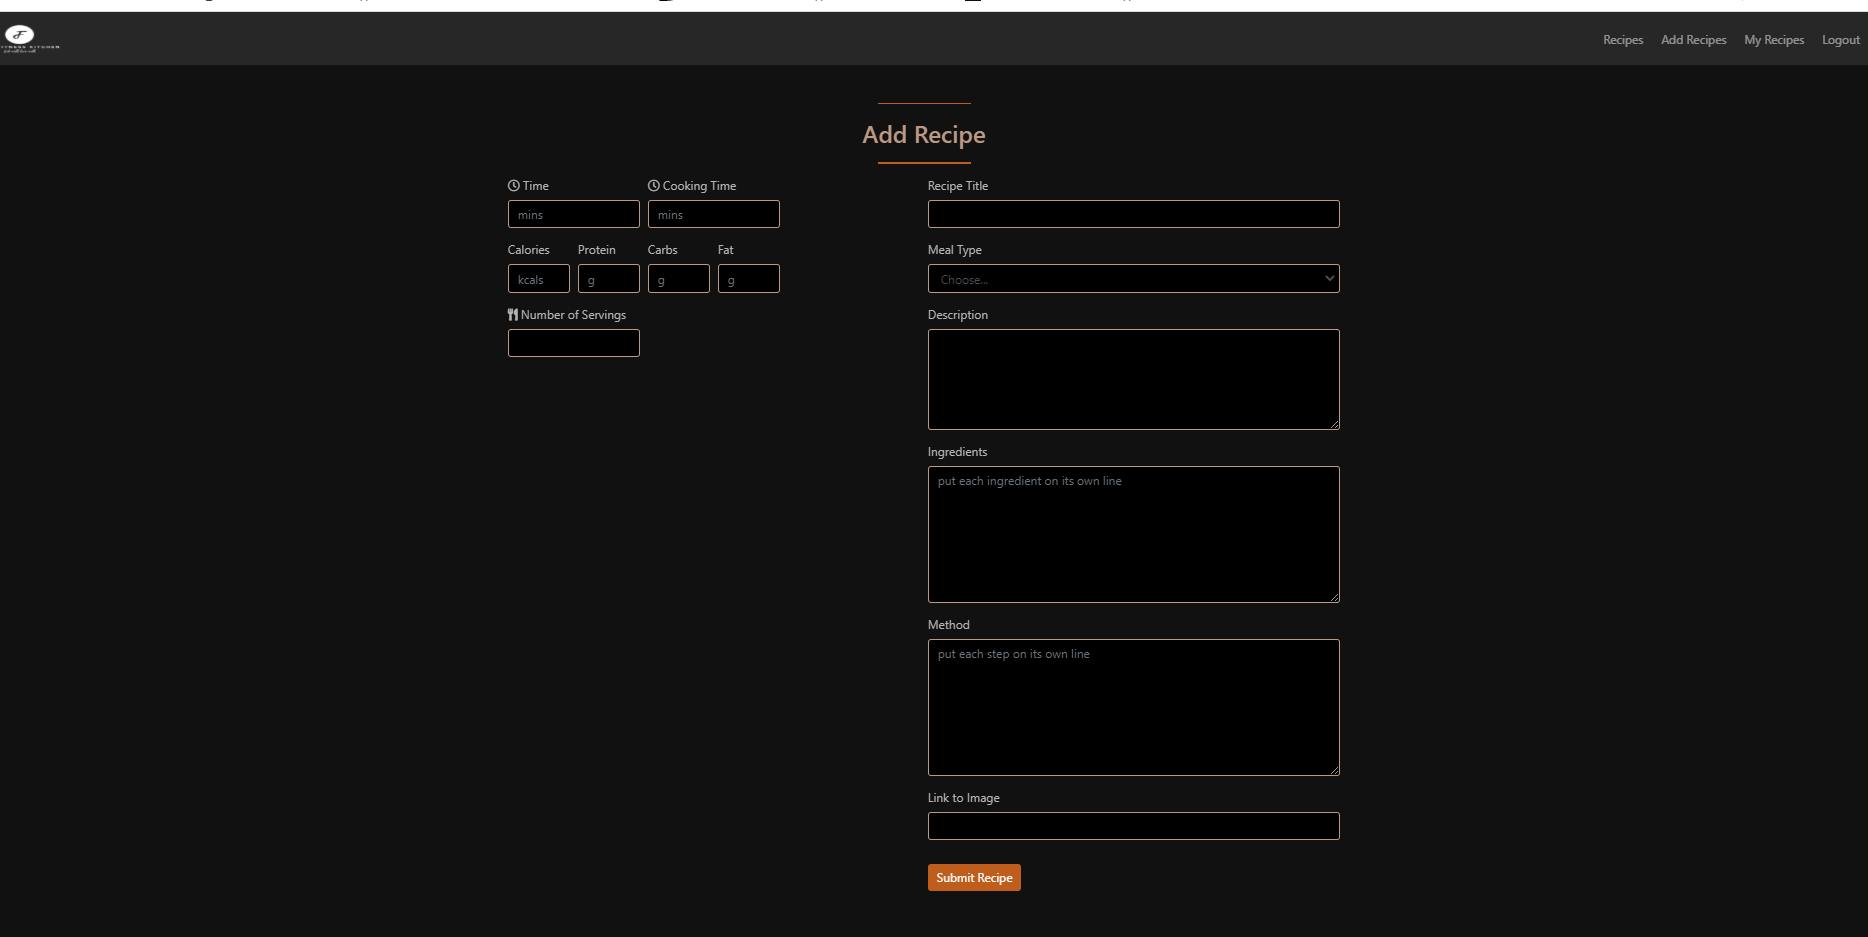 Recipes Add Recipes My Recipes Logout
Add Recipe
Time
Cooking Time
mins
mins
Calories
Protein
Carbs
Fat
kcals
g
g
g
Number of Servings
Recipe Title
Meal Type
Choose...
Description
Ingredients
put each ingredient on its own line
Method
put each step on its own line
Link to Image
Submit Recipe